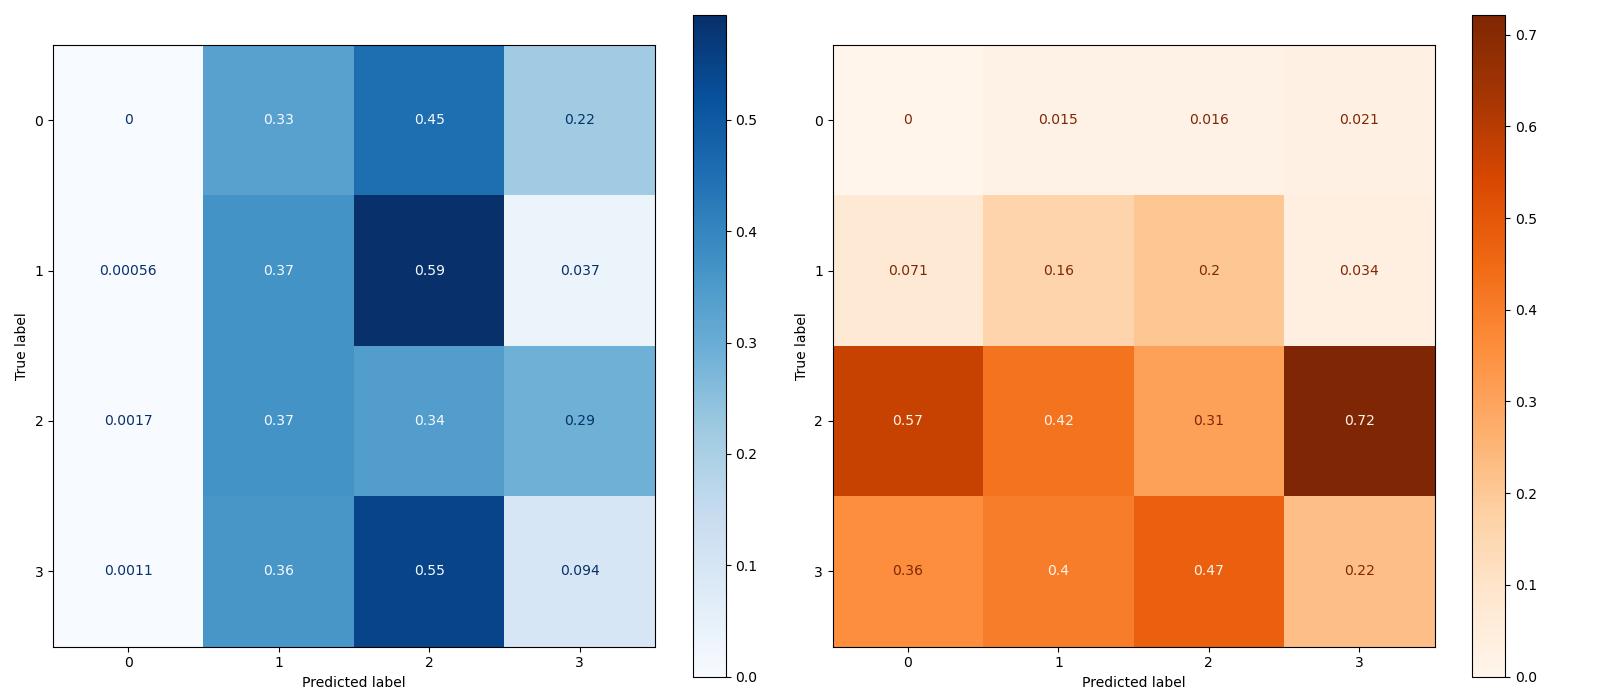 0 0.33 0.45 0.22
0.00056 0.37 0.59 0.037
0.0017 0.37 0.34 0.29
0.0011 0.36 0.55 0.094
0
1
2
3
True label
0 1 2 3
Predicted label
0.5
0.4
0.3
0.2
0.1
0.0
0 0.015 0.016 0.021
0.071 0.16 0.2 0.034
0.57 0.42 0.31 0.72
0.36 0.4 0.47 0.22
0
1
2
3
True label
0 1 2 3
Predicted label
0.7
0.6
0.5
0.4
0.3
0.2
0.1
0.0